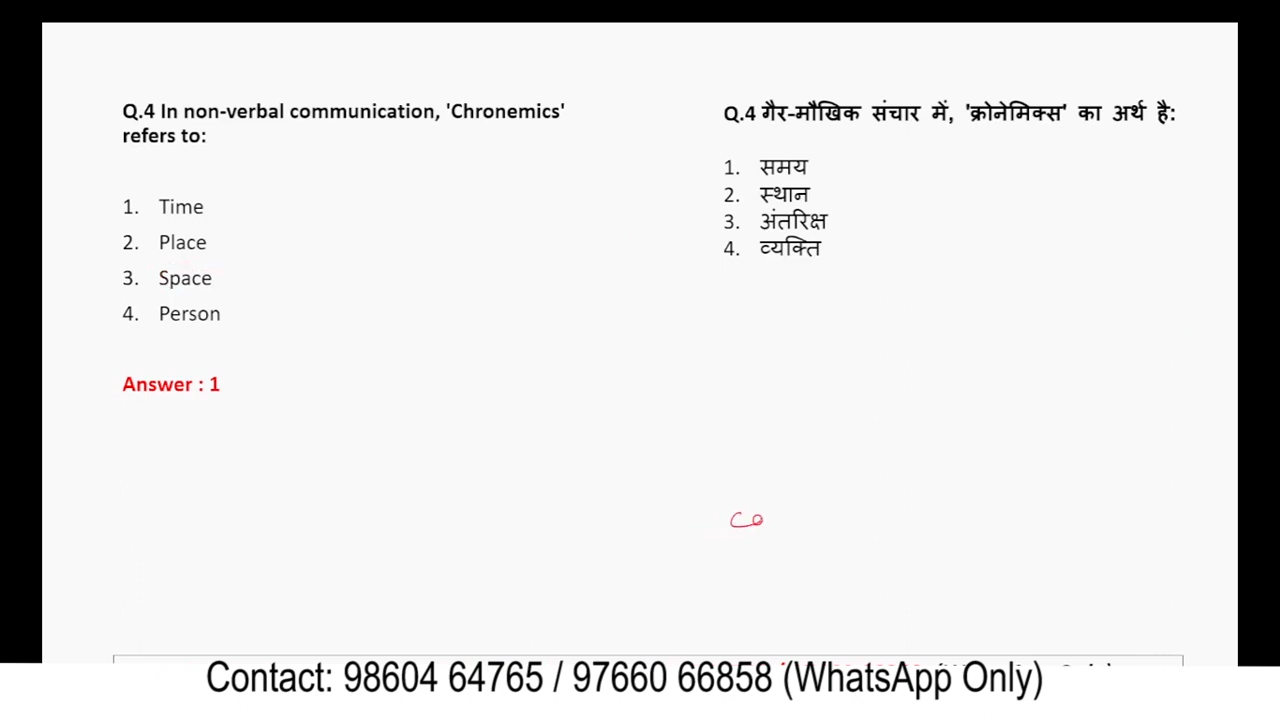 Q.4 In non-verbal communication, 'Chronemics'
refers to:
1. Time
2. Place
3. Space
4. Person
Answer : 1
Q.4 गैर-मौखिक संचार में, 'क्रोनेमिक्स' का अर्थ है:
1. समय
2. स्थान
3. अंतरिक्ष
4. व्यक्ति
Contact: 98604 64765 / 97660 66858 (WhatsApp Only)